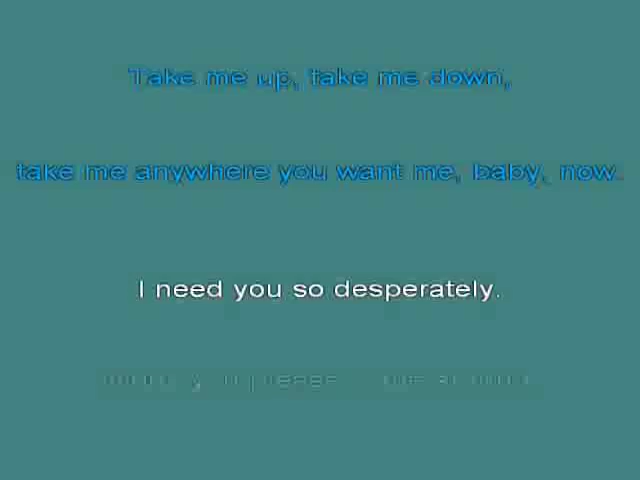 Take me up, take me down,
take me anywhere you want me, baby, now.
I need you so desperately.